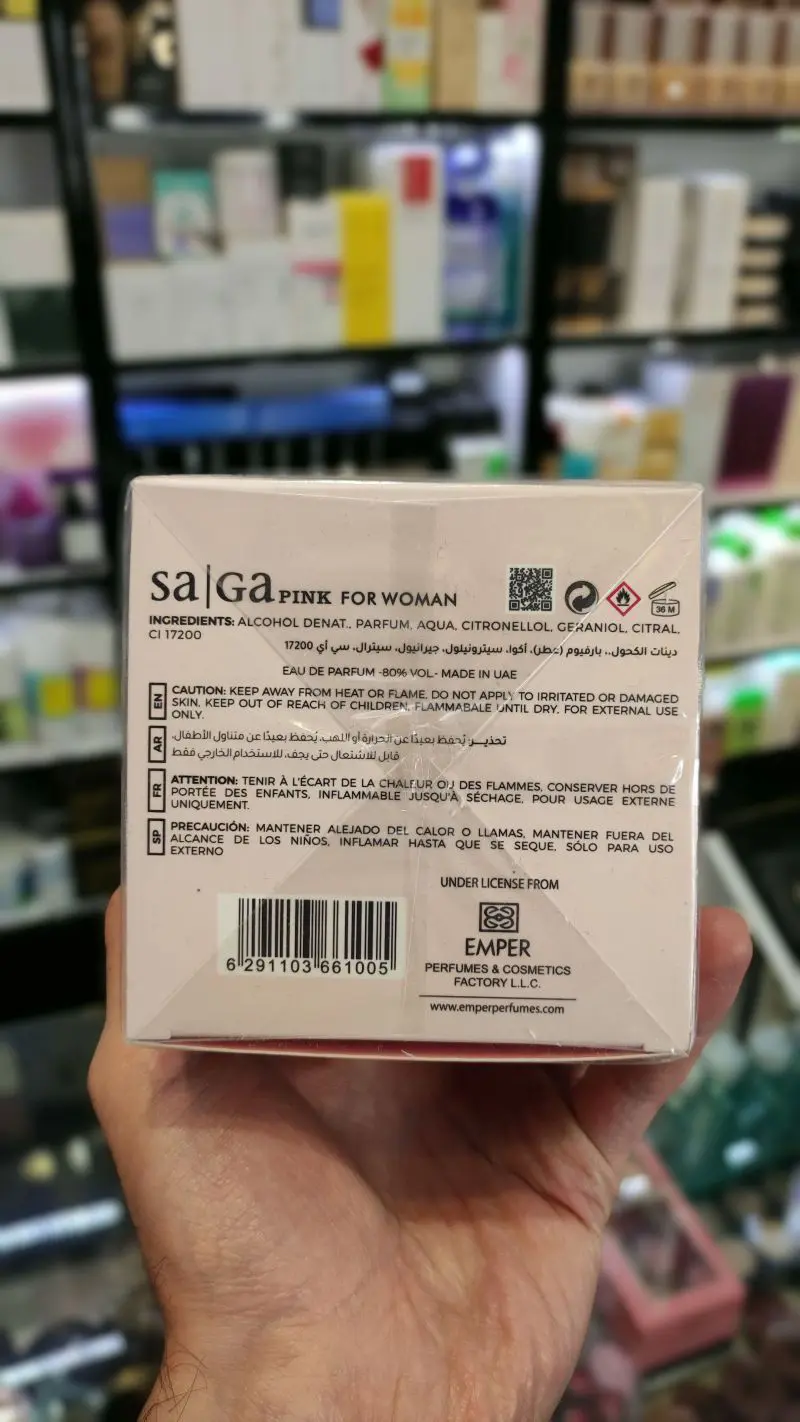 sa|Ga PINK FOR WOMAN
36 M
INGREDIENTS: ALCOHOL DENAT., PARFUM, AQUA, CITRONELLOL, GERANIOL, CITRAL,
CI 17200
دينات الكحول،، بارفيوم (عطر)، أكوا، سيترونيلول، جيرانيول، سيترال، سي أي 17200
EAU DE PARFUM -80% VOL- MADE IN UAE
EN
CAUTION: KEEP AWAY FROM HEAT OR FLAME, DO NOT APPLY TO IRRITATED OR DAMAGED
SKIN, KEEP OUT OF REACH OF CHILDREN, FLAMMABALE UNTIL DRY. FOR EXTERNAL USE
ONLY.
AR
تحذيـــر: يُحفظ بعيدًا عن الحرارة أو اللهب، يُحفظ بعيدًا عن متناول الأطفال،
قابل للاشتعال حتى يجف، للاستخدام الخارجي فقط
FR
ATTENTION: TENIR À L'ÉCART DE LA CHALEUR OU DES FLAMMES, CONSERVER HORS DE
PORTÉE DES ENFANTS, INFLAMMABLE JUSQU'À SÉCHAGE, POUR USAGE EXTERNE
UNIQUEMENT.
SP
PRECAUCIÓN: MANTENER ALEJADO DEL CALOR O LLAMAS, MANTENER FUERA DEL
ALCANCE DE LOS NIÑOS, INFLAMAR HASTA QUE SE SEQUE, SÓLO PARA USO
EXTERNO
6 291103 661005
UNDER LICENSE FROM
EMPER
PERFUMES & COSMETICS
FACTORY L.L.C.
www.emperperfumes.com